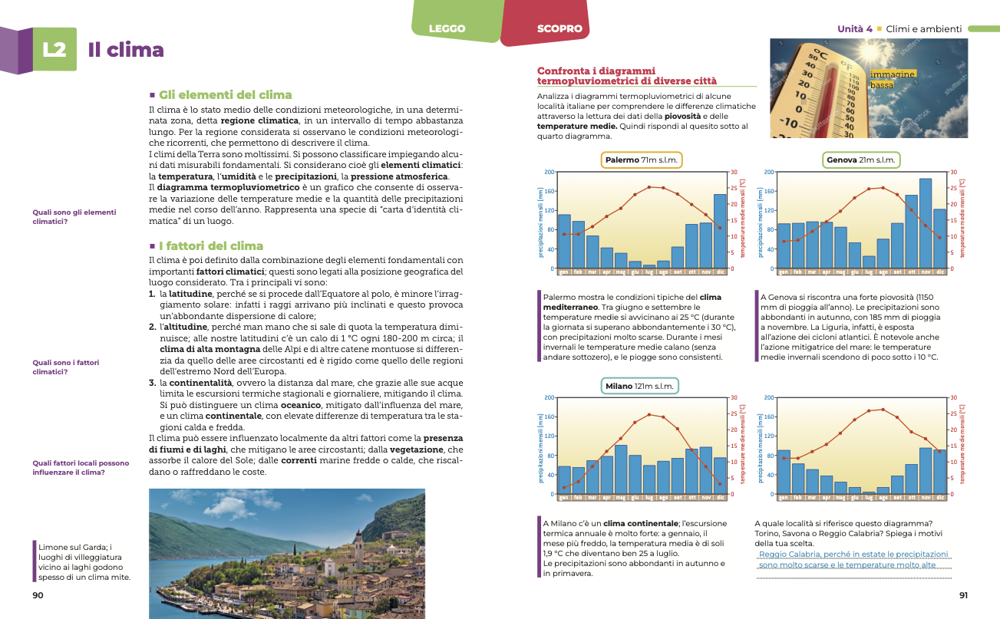 LEGGO
SCOPRO
L2
Il clima
Unità 4 ■ Climi e ambienti
■ Gli elementi del clima
Il clima è lo stato medio delle condizioni meteorologiche, in una determi-
nata zona, detta regione climatica, in un intervallo di tempo abbastanza
lungo. Per la regione considerata si osservano le condizioni meteorologi-
che ricorrenti, che permettono di descrivere il clima.
I climi della Terra sono moltissimi. Si possono classificare impiegando alcu-
ni dati misurabili fondamentali. Si considerano cioè gli elementi climatici:
la temperatura, l'umidità e le precipitazioni, la pressione atmosferica.
Il diagramma termopluviometrico è un grafico che consente di osserva-
re la variazione delle temperature medie e la quantità delle precipitazioni
medie nel corso dell'anno. Rappresenta una specie di “carta d'identità cli-
matica” di un luogo.
Quali sono gli elementi
climatici?
■ I fattori del clima
Il clima è poi definito dalla combinazione degli elementi fondamentali con
importanti fattori climatici; questi sono legati alla posizione geografica del
luogo considerato. Tra i principali vi sono:
1. la latitudine, perché se si procede dall'Equatore al polo, è minore l'irrag-
giamento solare: infatti i raggi arrivano più inclinati e questo provoca
un'abbondante dispersione di calore;
2. l'altitudine, perché man mano che si sale di quota la temperatura dimi-
nuisce; alle nostre latitudini c'è un calo di 1 °C ogni 180-200 m circa; il
clima di alta montagna delle Alpi e di altre catene montuose si differen-
zia da quello delle aree circostanti ed è rigido come quello delle regioni
dell'estremo Nord dell'Europa.
3. la continentalità, ovvero la distanza dal mare, che grazie alle sue acque
limita le escursioni termiche stagionali e giornaliere, mitigando il clima.
Si può distinguere un clima oceanico, mitigato dall'influenza del mare,
e un clima continentale, con elevate differenze di temperatura tra le sta-
gioni calda e fredda.
Il clima può essere influenzato localmente da altri fattori come la presenza
di fiumi e di laghi, che mitigano le aree circostanti; dalla vegetazione, che
assorbe il calore del Sole; dalle correnti marine fredde o calde, che riscal-
dano o raffreddano le coste.
Quali sono i fattori
climatici?
Quali fattori locali possono
influenzare il clima?
Limone sul Garda; i
luoghi di villeggiatura
vicino ai laghi godono
spesso di un clima mite.
90
Confronta i diagrammi
termopluviometrici di diverse città
Analizza i diagrammi termopluviometrici di alcune
località italiane per comprendere le differenze climatiche
attraverso la lettura dei dati della piovosità e delle
temperature medie. Quindi rispondi al quesito sotto al
quarto diagramma.
immagine
bassa
°C
°F
50
40
30
20
10
0
-10
120
110
100
90
80
70
60
50
shutterstock
Palermo 71m s.l.m.
precipitazioni mensili (mm)
200
160
120
80
40
0
gen feb mar apr mag giu lug ago set ott nov dic
temperature medie mensili (°C)
30
25
20
15
10
5
0
Palermo mostra le condizioni tipiche del clima
mediterraneo. Tra giugno e settembre le
temperature medie si avvicinano ai 25 °C (durante
la giornata si superano abbondantemente i 30 °C),
con precipitazioni molto scarse. Durante i mesi
invernali le temperature medie calano (senza
andare sottozero), e le piogge sono consistenti.
Genova 21m s.l.m.
precipitazioni mensili (mm)
200
160
120
80
40
0
gen feb mar apr mag giu lug ago set ott nov dic
temperature medie mensili (°C)
30
25
20
15
10
5
0
A Genova si riscontra una forte piovosità (1150
mm di pioggia all'anno). Le precipitazioni sono
abbondanti in autunno, con 185 mm di pioggia
a novembre. La Liguria, infatti, è esposta
all'azione dei cicloni atlantici. È notevole anche
l'azione mitigatrice del mare: le temperature
medie invernali scendono di poco sotto i 10 °C.
Milano 121m s.l.m.
precipitazioni mensili (mm)
200
160
120
80
40
0
gen feb mar apr mag giu lug ago set ott nov dic
temperature medie mensili (°C)
30
25
20
15
10
5
0
A Milano c'è un clima continentale; l'escursione
termica annuale è molto forte: a gennaio, il
mese più freddo, la temperatura media è di soli
1,9 °C che diventano ben 25 a luglio.
Le precipitazioni sono abbondanti in autunno e
in primavera.
precipitazioni mensili (mm)
200
160
120
80
40
0
gen feb mar apr mag giu lug ago set ott nov dic
temperature medie mensili (°C)
30
25
20
15
10
5
0
A quale località si riferisce questo diagramma?
Torino, Savona o Reggio Calabria? Spiega i motivi
della tua scelta.
Reggio Calabria, perché in estate le precipitazioni
sono molto scarse e le temperature molto alte
91